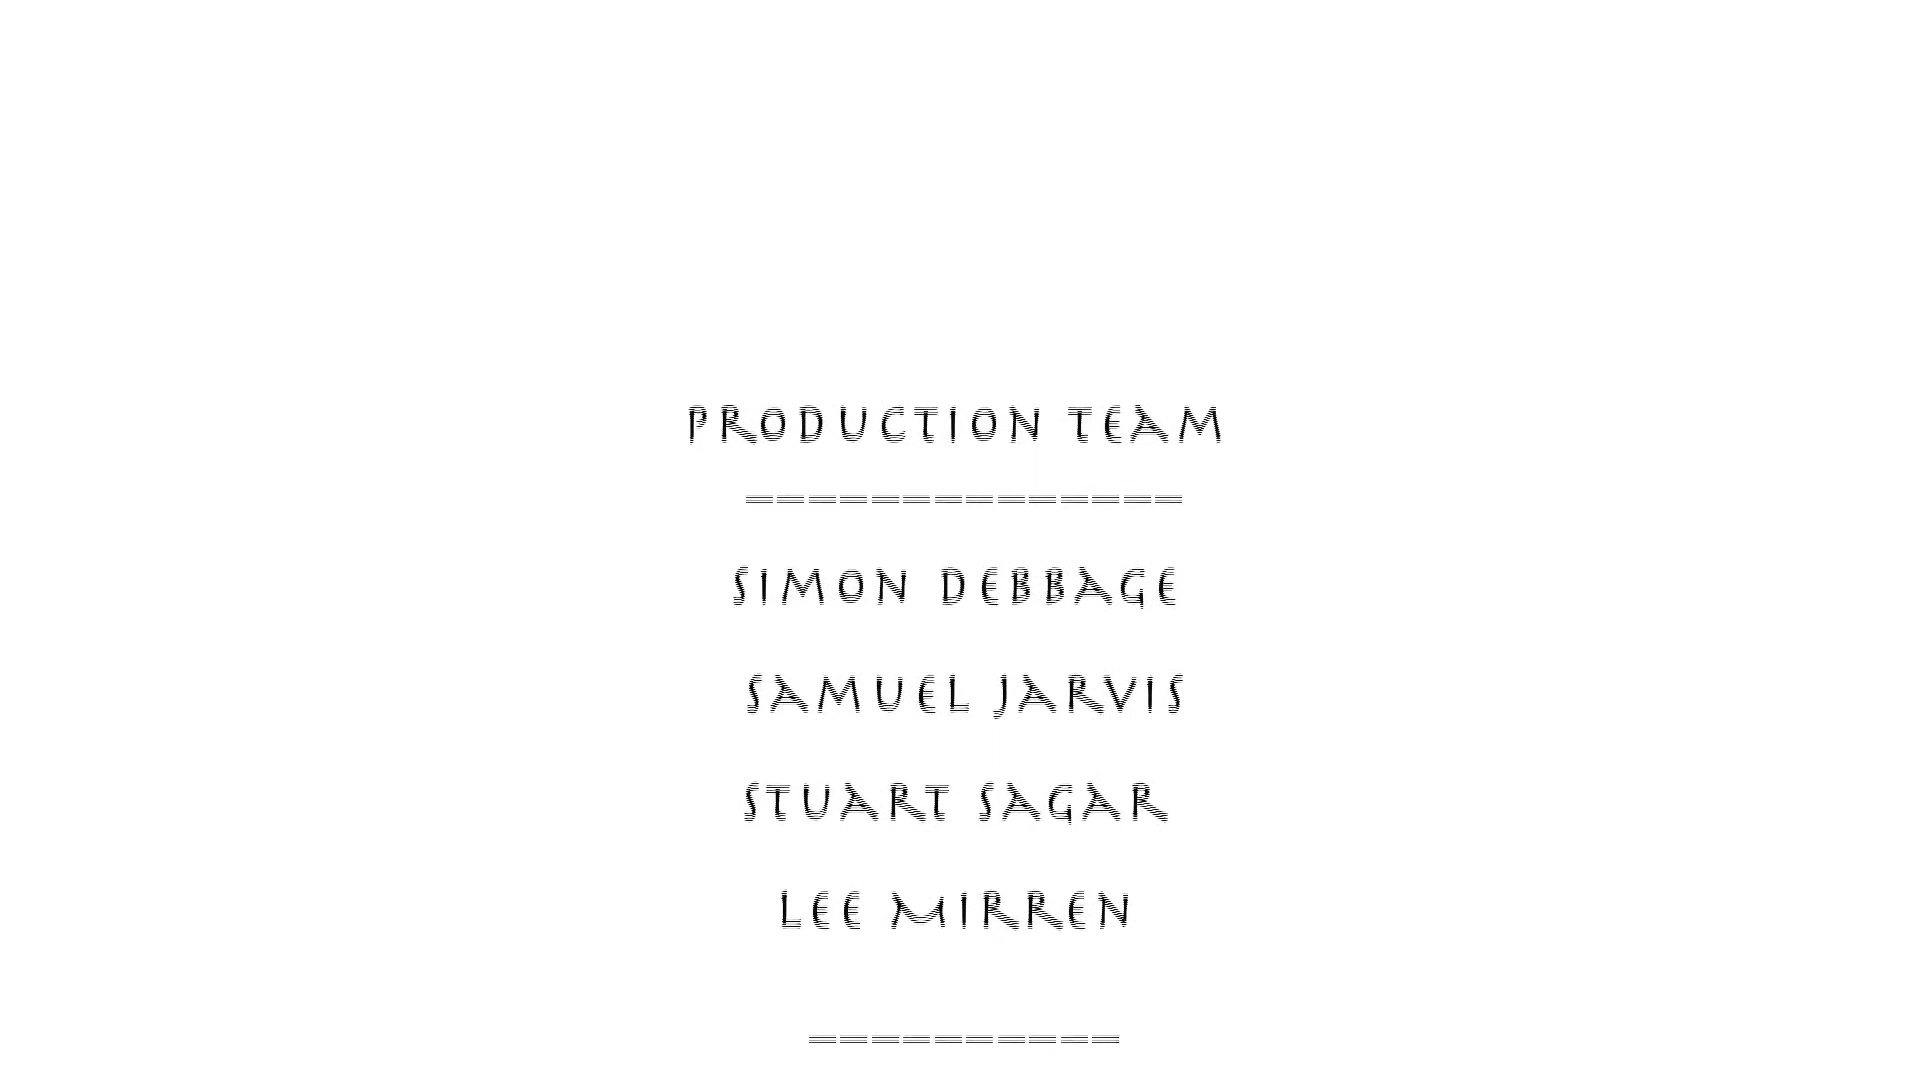 PRODUCTION TEAM
==============
SIMON DEBBAGE
SAMUEL JARVIS
STUART SAGAR
LEE MIRREN
==========